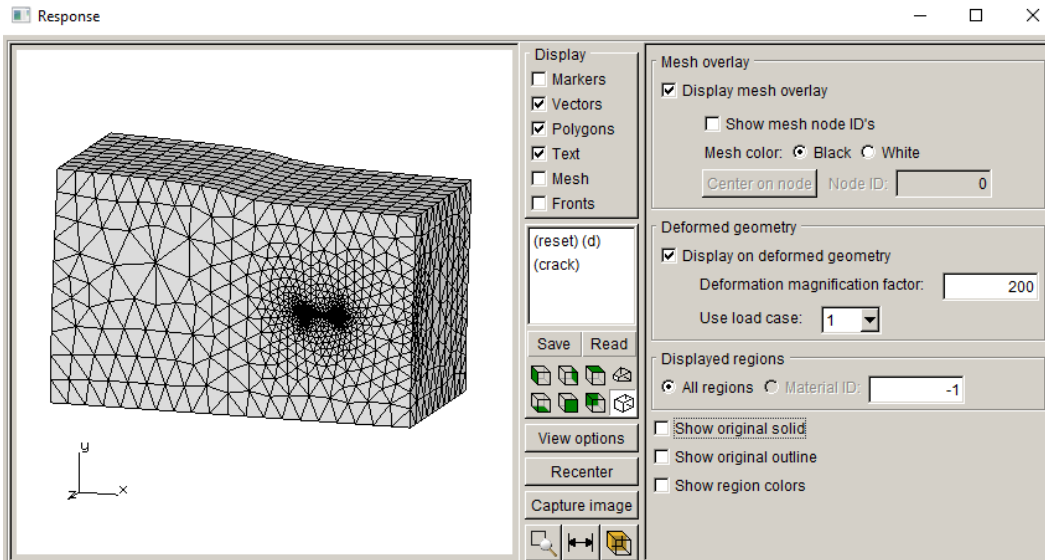 Response
Display
Markers
Vectors
Polygons
Text
Mesh
Fronts
(reset) (d)
(crack)
Save Read
View options
Recenter
Capture image
Mesh overlay
Display mesh overlay
Show mesh node ID's
Mesh color: Black White
Center on node Node ID: 0
Deformed geometry
Display on deformed geometry
Deformation magnification factor: 200
Use load case: 1
Displayed regions
All regions Material ID: -1
Show original solid
Show original outline
Show region colors
y
z x